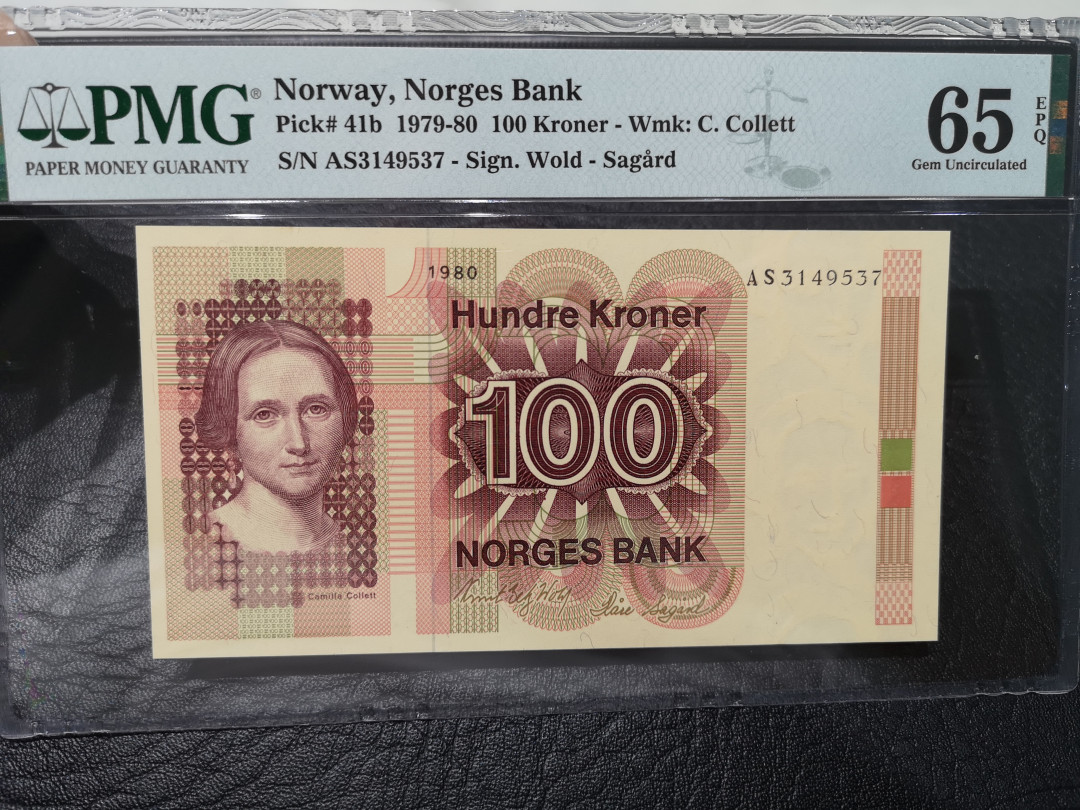 PMG®
PAPER MONEY GUARANTY
Norway, Norges Bank
Pick# 41b 1979-80 100 Kroner - Wmk: C. Collett
S/N AS3149537 - Sign. Wold - Sagård
65
EPQ
Gem Uncirculated
1980
AS3149537
Hundre Kroner
100
NORGES BANK
Camilla Collett